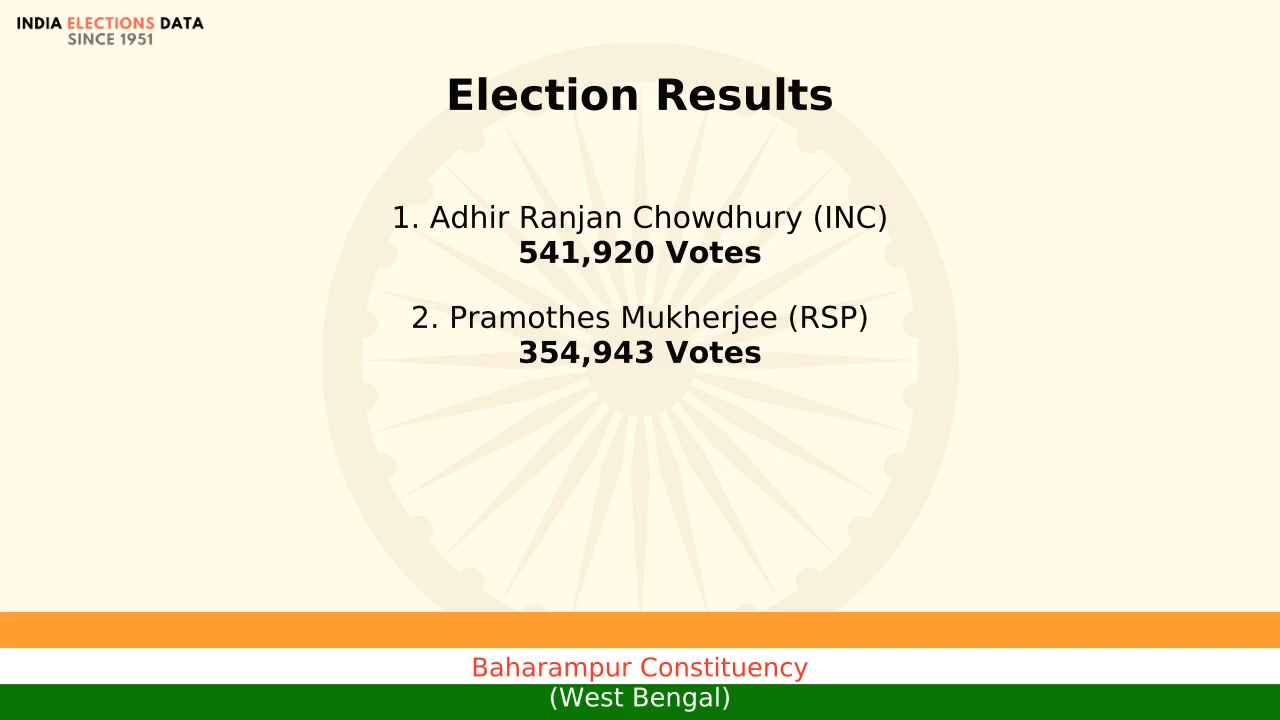 INDIA ELECTIONS DATA
SINCE 1951
Election Results
1. Adhir Ranjan Chowdhury (INC)
541,920 Votes
2. Pramothes Mukherjee (RSP)
354,943 Votes
Baharampur Constituency
(West Bengal)